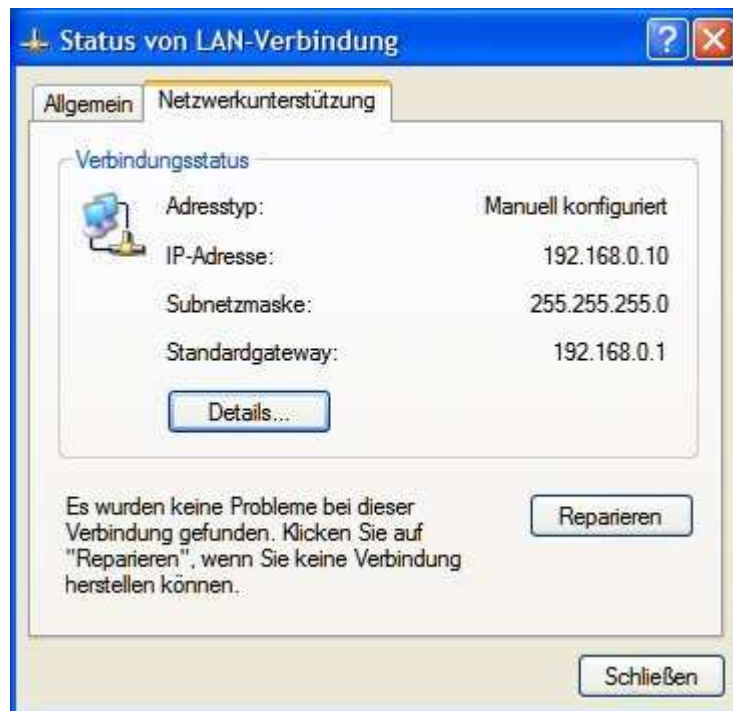 Status von LAN-Verbindung
Allgemein Netzwerkunterstützung
Verbindungsstatus
Adresstyp: Manuell konfiguriert
IP-Adresse: 192.168.0.10
Subnetzmaske: 255.255.255.0
Standardgateway: 192.168.0.1
Details...
Es wurden keine Probleme bei dieser
Verbindung gefunden. Klicken Sie auf
"Reparieren", wenn Sie keine Verbindung
herstellen können.
Reparieren
Schließen